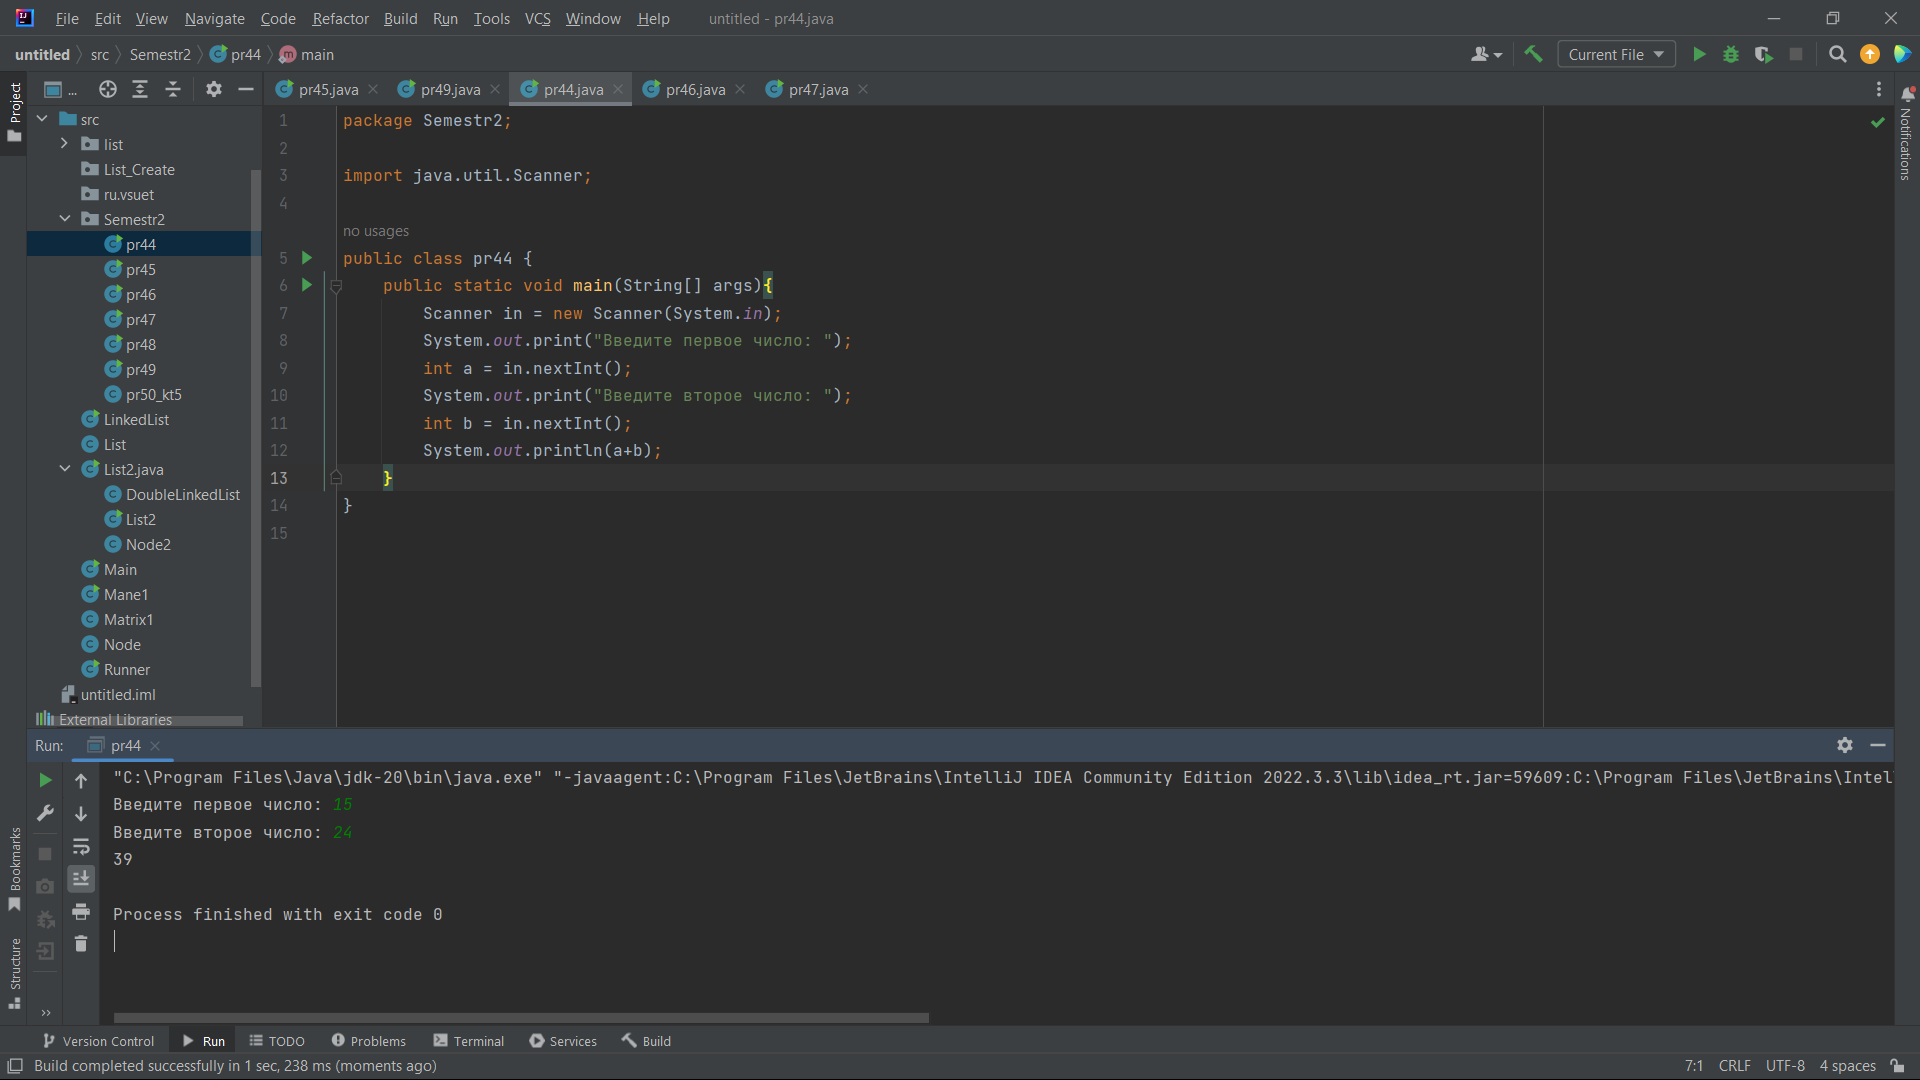 File Edit View Navigate Code Refactor Build Run Tools VCS Window Help untitled - pr44.java
untitled src Semestr2 pr44 main Current File
Project ... pr45.java pr49.java pr44.java pr46.java pr47.java
Notifications
src
list
List_Create
ru.vsuet
Semestr2
pr44
pr45
pr46
pr47
pr48
pr49
pr50_kt5
LinkedList
List
List2.java
DoubleLinkedList
List2
Node2
Main
Mane1
Matrix1
Node
Runner
untitled.iml
External Libraries
1 package Semestr2;
2
3 import java.util.Scanner;
4
no usages
5 public class pr44 {
6 public static void main(String[] args){
7 Scanner in = new Scanner(System.in);
8 System.out.print("Введите первое число: ");
9 int a = in.nextInt();
10 System.out.print("Введите второе число: ");
11 int b = in.nextInt();
12 System.out.println(a+b);
13 }
14 }
15
Run: pr44
"C:\Program Files\Java\jdk-20\bin\java.exe" "-javaagent:C:\Program Files\JetBrains\IntelliJ IDEA Community Edition 2022.3.3\lib\idea_rt.jar=59609:C:\Program Files\JetBrains\Intel
Введите первое число: 15
Введите второе число: 24
39
Process finished with exit code 0
Bookmarks
Structure
Version Control Run TODO Problems Terminal Services Build
Build completed successfully in 1 sec, 238 ms (moments ago) 7:1 CRLF UTF-8 4 spaces